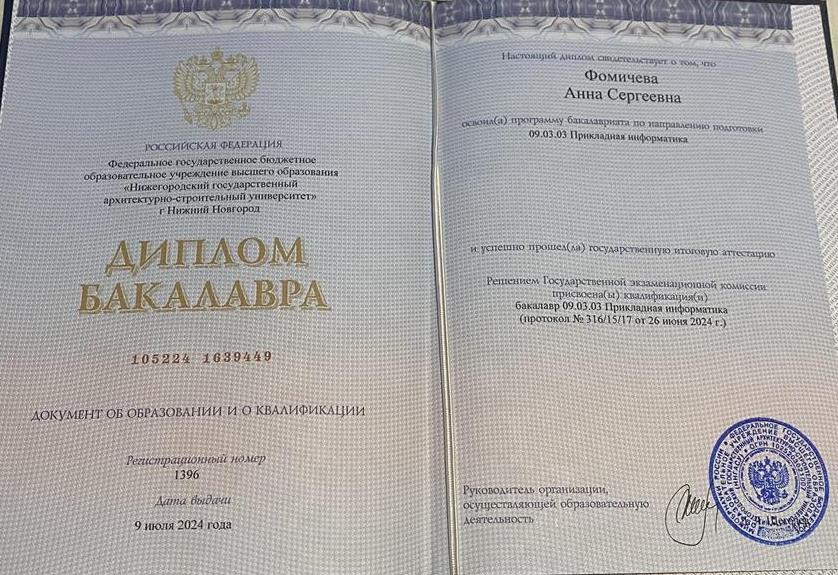 РОССИЙСКАЯ ФЕДЕРАЦИЯ
Федеральное государственное бюджетное
образовательное учреждение высшего образования
«Нижегородский государственный
архитектурно-строительный университет»
г Нижний Новгород
ДИПЛОМ
БАКАЛАВРА
105224 1639449
ДОКУМЕНТ ОБ ОБРАЗОВАНИИ И О КВАЛИФИКАЦИИ
Регистрационный номер
1396
Дата выдачи
9 июля 2024 года
Настоящий диплом свидетельствует о том, что
Фомичева
Анна Сергеевна
освоил(а) программу бакалавриата по направлению подготовки
09.03.03 Прикладная информатика
и успешно прошел(ла) государственную итоговую аттестацию
Решением Государственной экзаменационной комиссии
присвоена(ы) квалификация(и)
бакалавр 09.03.03 Прикладная информатика
(протокол № 316/15/17 от 26 июня 2024 г.)
Руководитель организации,
осуществляющей образовательную
деятельность